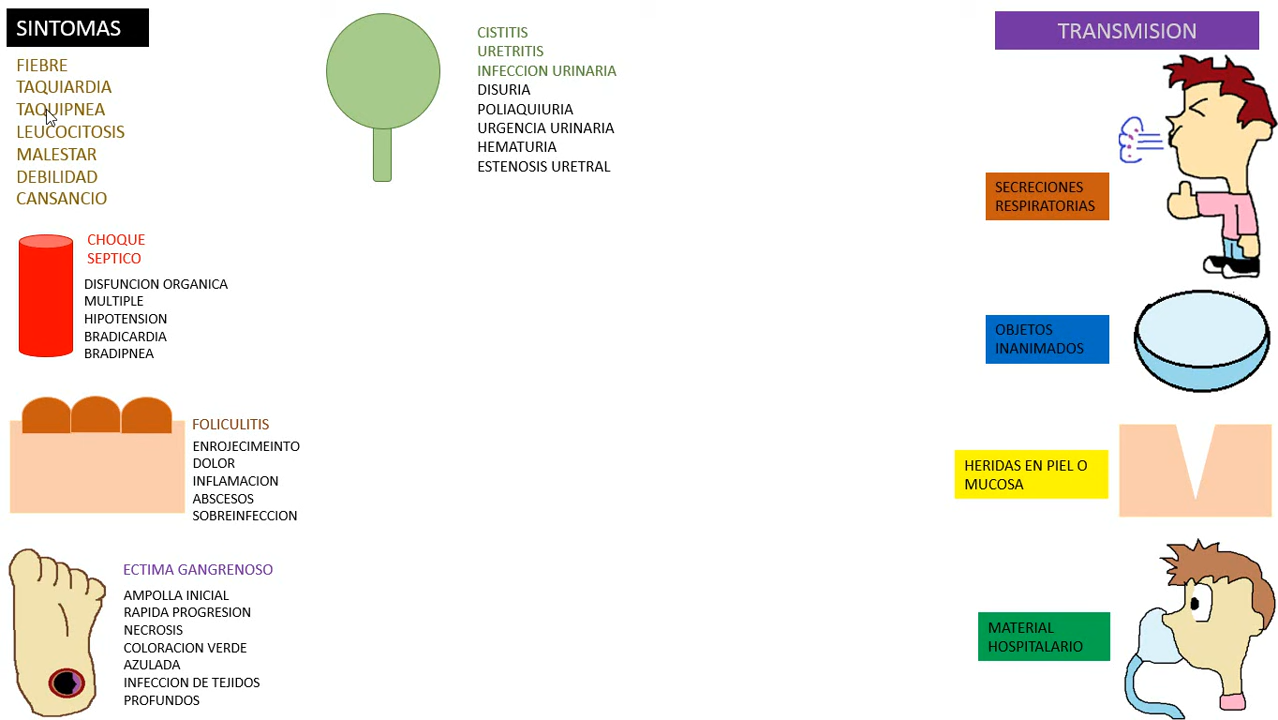 SINTOMAS
FIEBRE
TAQUIARDIA
TAQUIPNEA
LEUCOCITOSIS
MALESTAR
DEBILIDAD
CANSANCIO
CHOQUE
SEPTICO
DISFUNCION ORGANICA
MULTIPLE
HIPOTENSION
BRADICARDIA
BRADIPNEA
FOLICULITIS
ENROJECIMEINTO
DOLOR
INFLAMACION
ABSCESOS
SOBREINFECCION
ECTIMA GANGRENOSO
AMPOLLA INICIAL
RAPIDA PROGRESION
NECROSIS
COLORACION VERDE
AZULADA
INFECCION DE TEJIDOS
PROFUNDOS
CISTITIS
URETRITIS
INFECCION URINARIA
DISURIA
POLIAQUIURIA
URGENCIA URINARIA
HEMATURIA
ESTENOSIS URETRAL
TRANSMISION
SECRECIONES
RESPIRATORIAS
OBJETOS
INANIMADOS
HERIDAS EN PIEL O
MUCOSA
MATERIAL
HOSPITALARIO